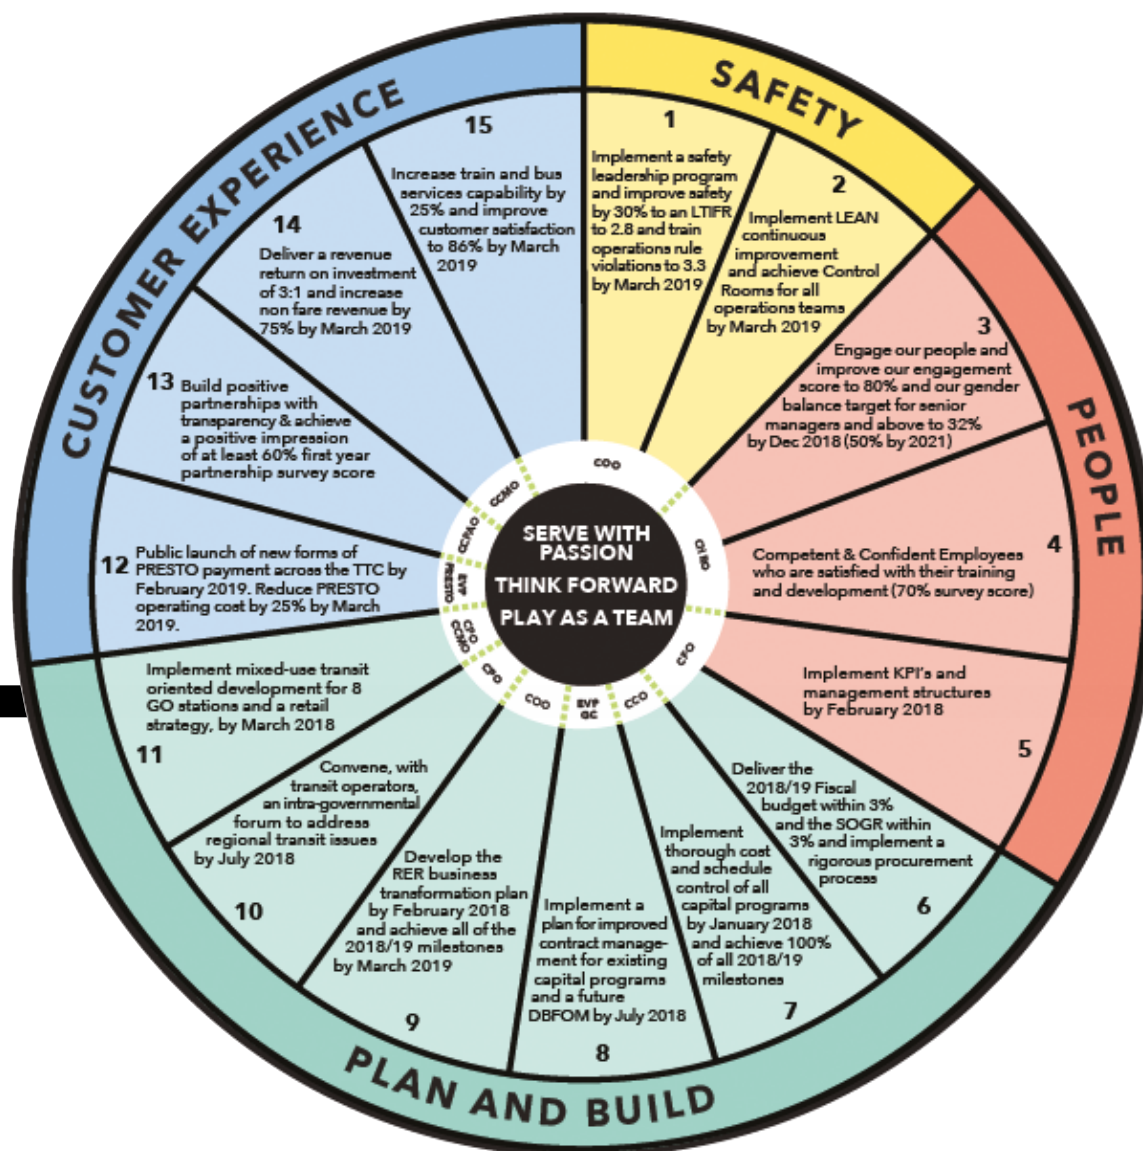 SAFETY
1
Implement a safety
leadership program
and improve safety
by 30% to an LTIFR
to 2.8 and train
operations rule
violations to 3.3
by March 2019
2
Implement LEAN
continuous
improvement
and achieve Control
Rooms for all
operations teams
by March 2019
PEOPLE
3
Engage our people and
improve our engagement
score to 80% and our gender
balance target for senior
managers and above to 32%
by Dec 2018 (50% by 2021)
4
Competent & Confident Employees
who are satisfied with their training
and development (70% survey score)
Implement KPI's and
management structures
by February 2018
5
PLAN AND BUILD
Deliver the
2018/19 Fiscal
budget within 3%
and the SOGR within
3% and implement a
rigorous procurement
process
6
Implement
thorough cost
and schedule
control of all
capital programs
by January 2018
and achieve 100%
of all 2018/19
milestones
7
Implement a
plan for improved
contract manage-
ment for existing
capital programs
and a future
DBFOM by July 2018
8
Develop the
RER business
transformation plan
by February 2018
and achieve all of the
2018/19 milestones
by March 2019
9
Convene, with
transit operators,
an intra-governmental
forum to address
regional transit issues
by July 2018
10
Implement mixed-use transit
oriented development for 8
GO stations and a retail
strategy, by March 2018
11
CUSTOMER EXPERIENCE
12
Public launch of new forms of
PRESTO payment across the TTC by
February 2019. Reduce PRESTO
operating cost by 25% by March
2019.
13
Build positive
partnerships with
transparency & achieve
a positive impression
of at least 60% first year
partnership survey score
14
Deliver a revenue
return on investment
of 3:1 and increase
non fare revenue by
75% by March 2019
15
Increase train and bus
services capability by
25% and improve
customer satisfaction
to 86% by March
2019
COO
CHRO
CFO
CCO
EVP
GC
COO
CPO
CPO
CCMO
EVP
PRESTO
CCPAO
CCMO
SERVE WITH
PASSION
THINK FORWARD
PLAY AS A TEAM